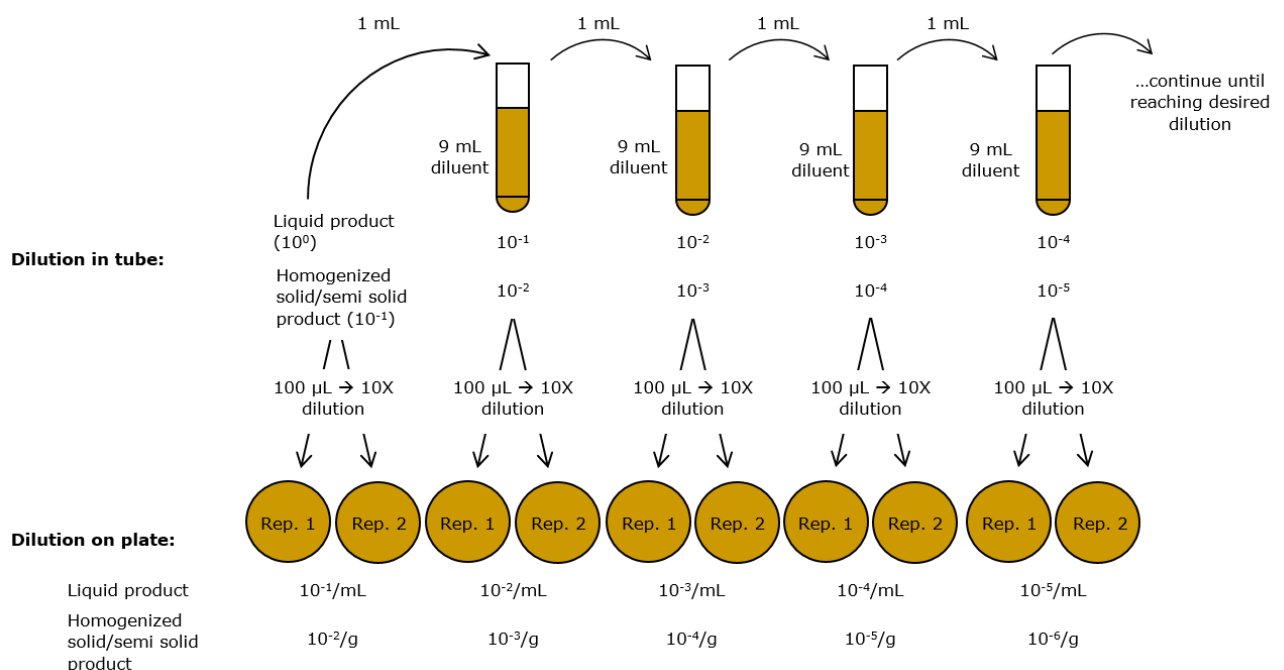 1 mL
1 mL
1 mL
1 mL
...continue until
reaching desired
dilution
9 mL
diluent
9 mL
diluent
9 mL
diluent
9 mL
diluent
Dilution in tube:
Liquid product
(10⁰)
10⁻¹
10⁻²
10⁻³
10⁻⁴
Homogenized
solid/semi solid
product (10⁻¹)
10⁻²
10⁻³
10⁻⁴
10⁻⁵
100 µL → 10X
dilution
100 µL → 10X
dilution
100 µL → 10X
dilution
100 µL → 10X
dilution
100 µL → 10X
dilution
Dilution on plate:
Rep. 1
Rep. 2
Rep. 1
Rep. 2
Rep. 1
Rep. 2
Rep. 1
Rep. 2
Rep. 1
Rep. 2
Liquid product
10⁻¹/mL
10⁻²/mL
10⁻³/mL
10⁻⁴/mL
10⁻⁵/mL
Homogenized
solid/semi solid
product
10⁻²/g
10⁻³/g
10⁻⁴/g
10⁻⁵/g
10⁻⁶/g